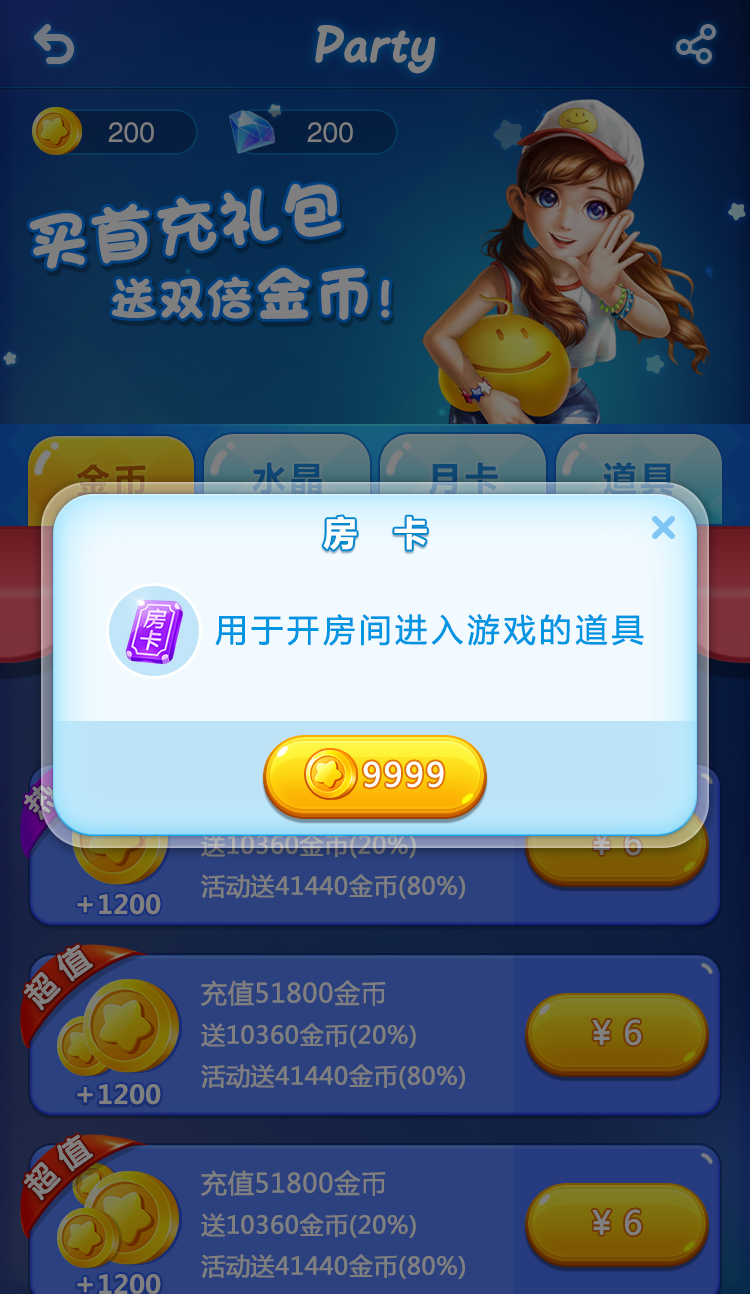 Party
200
200
买首充礼包
送双倍金币!
金币
水晶
月卡
道具
房 卡
房卡
用于开房间进入游戏的道具
9999
热
送10360金币(20%)
¥ 6
活动送41440金币(80%)
+1200
超值
充值51800金币
送10360金币(20%)
¥ 6
活动送41440金币(80%)
+1200
超值
充值51800金币
送10360金币(20%)
¥ 6
活动送41440金币(80%)
+1200